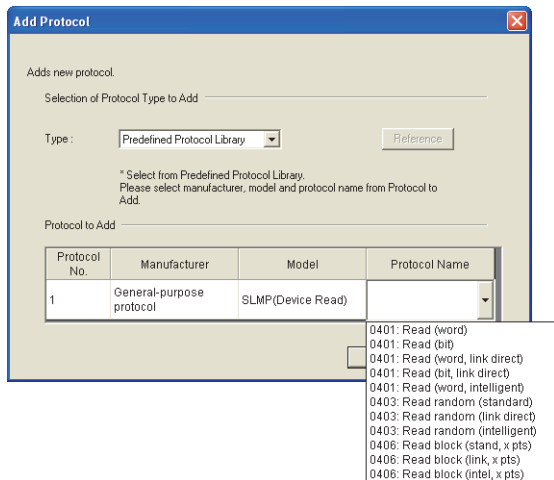 Add Protocol
Adds new protocol.
Selection of Protocol Type to Add
Type :
Predefined Protocol Library
Reference
* Select from Predefined Protocol Library.
Please select manufacturer, model and protocol name from Protocol to
Add.
Protocol to Add
Protocol
No.
Manufacturer
Model
Protocol Name
1
General-purpose
protocol
SLMP(Device Read)
0401: Read (word)
0401: Read (bit)
0401: Read (word, link direct)
0401: Read (bit, link direct)
0401: Read (word, intelligent)
0403: Read random (standard)
0403: Read random (link direct)
0403: Read random (intelligent)
0406: Read block (stand, x pts)
0406: Read block (link, x pts)
0406: Read block (intel, x pts)